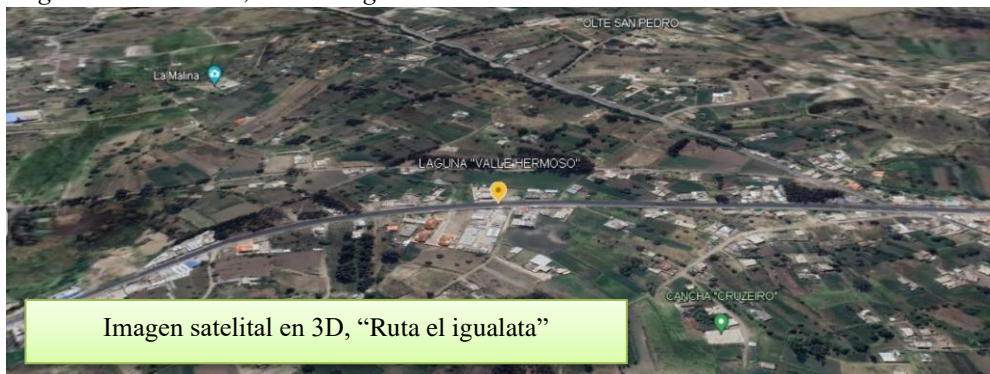 OLTE SAN PEDRO
La Malina
LAGUNA "VALLE HERMOSO"
CANCHA "CRUZEIRO"
Imagen satelital en 3D, “Ruta el igualata”